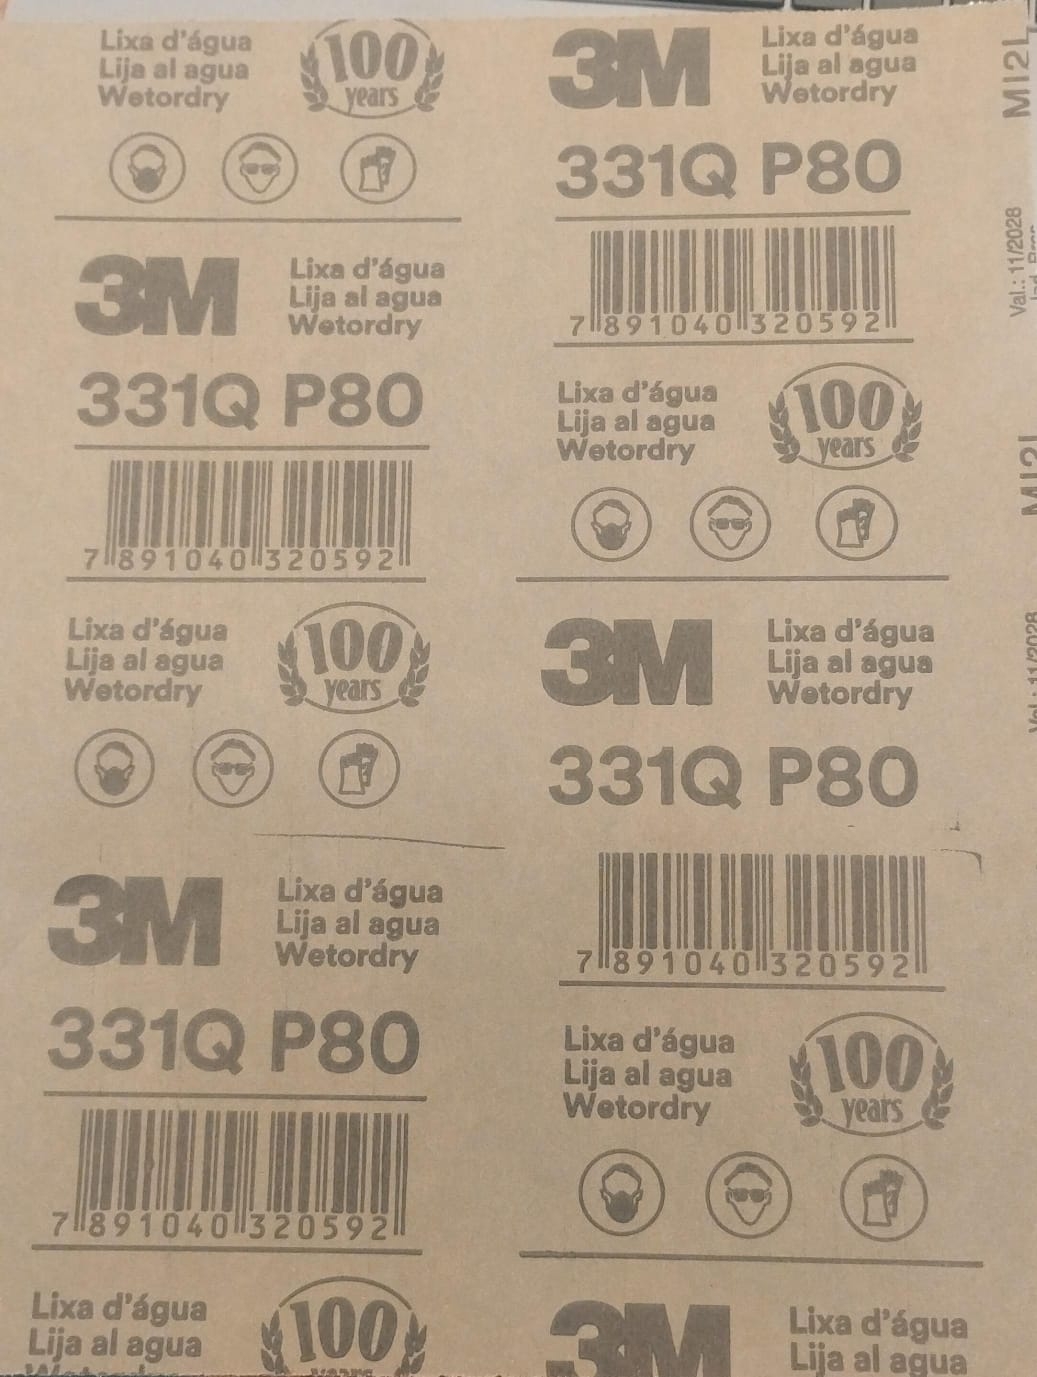 Lixa d'água
Lija al agua
Wetordry
100
years
3M
Lixa d'água
Lija al agua
Wetordry
331Q P80
7 891040 320592
Lixa d'água
Lija al agua
Wetordry
100
years
3M
Lixa d'água
Lija al agua
Wetordry
331Q P80
7 891040 320592
Lixa d'água
Lija al agua
100
3M
Lixa d'água
Lija al agua
Wetordry
331Q P80
7 891040 320592
Lixa d'água
Lija al agua
Wetordry
100
years
3M
Lixa d'água
Lija al agua
Wetordry
331Q P80
7 891040 320592
Lixa d'água
Lija al agua
Wetordry
100
years
3M
Lixa d'água
Lija al agua
MI2L
Val.: 11/2028